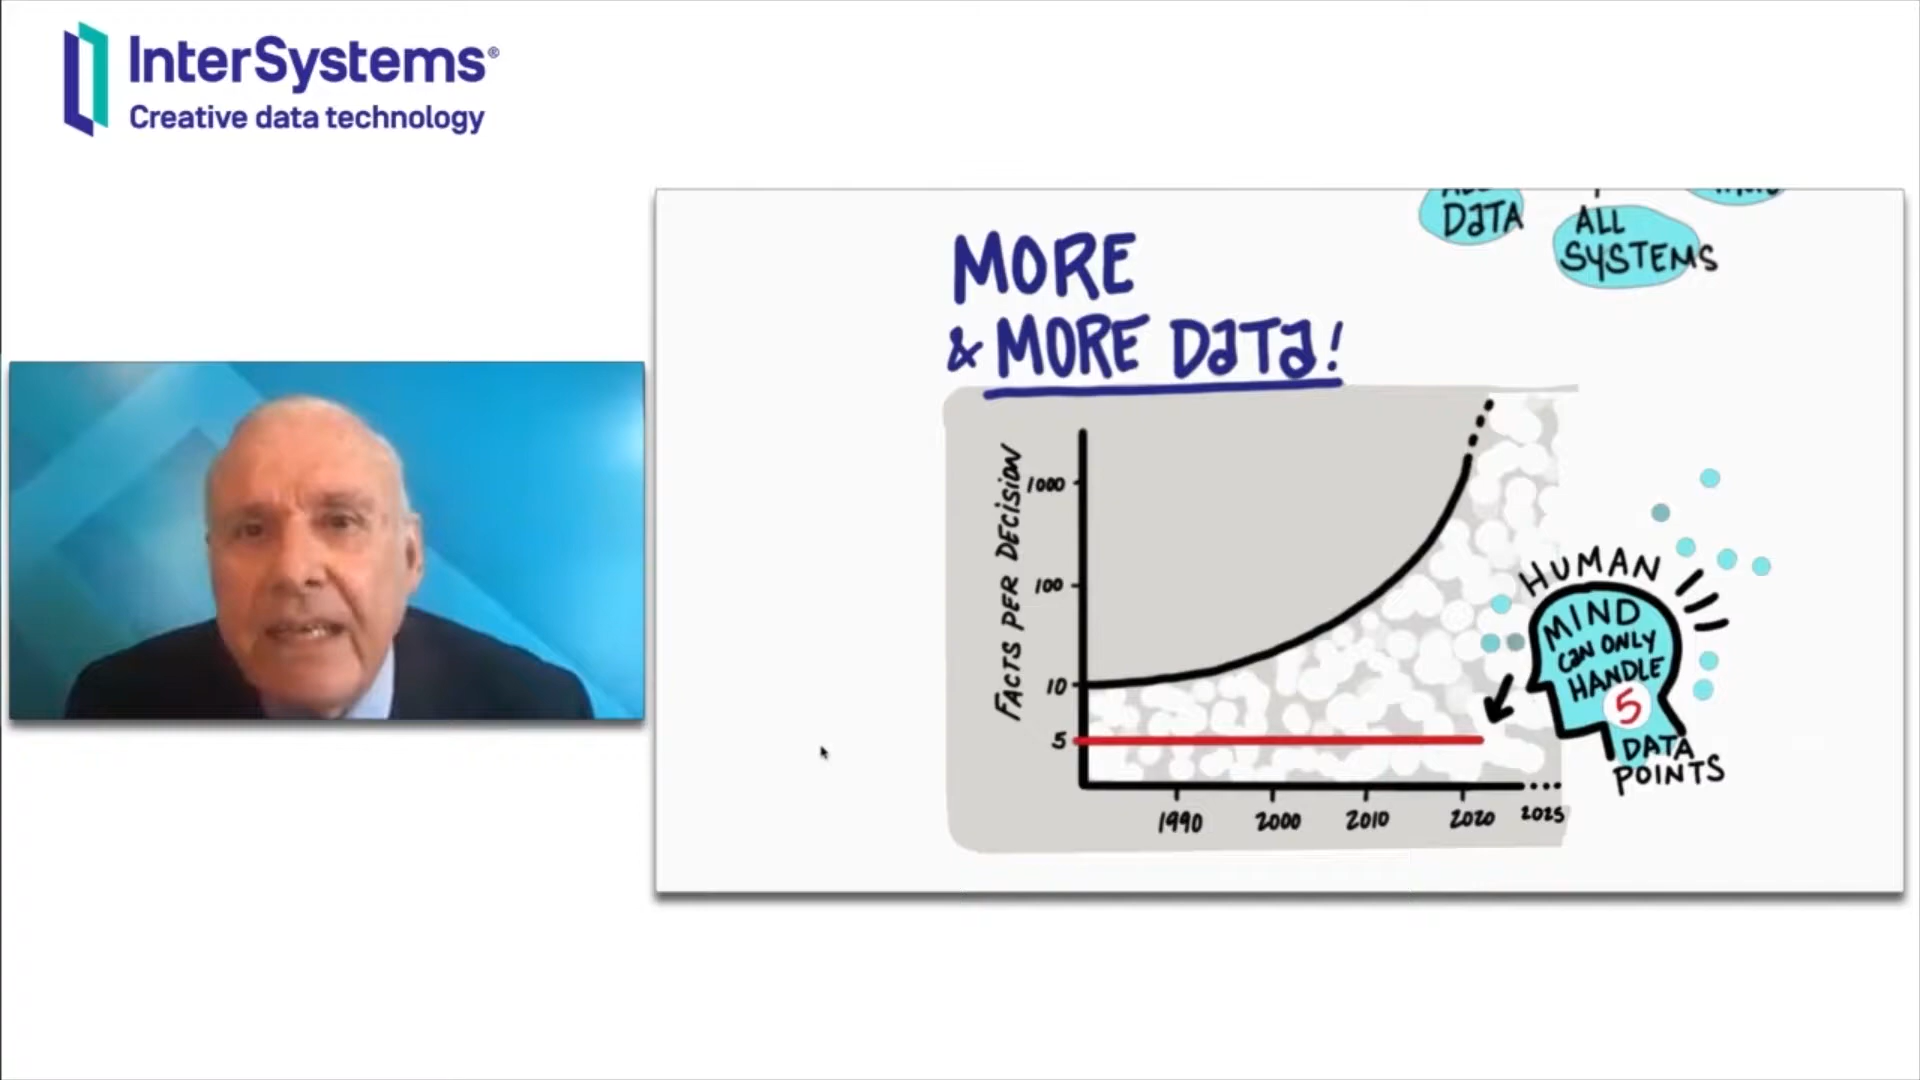 InterSystems®
Creative data technology
ALL
DATA
ALL
SYSTEMS
MORE
& MORE DATA!
FACTS PER DECISION
1000
100
10
5
1990 2000 2010 2020 2025
HUMAN
MIND
CAN ONLY
HANDLE
5
DATA
POINTS